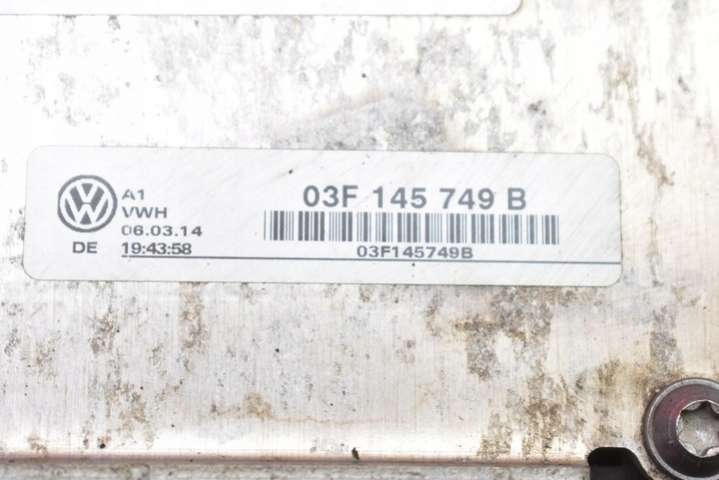 A1
VWH
06.03.14
DE 19:43:58
03F 145 749 B
03F145749B